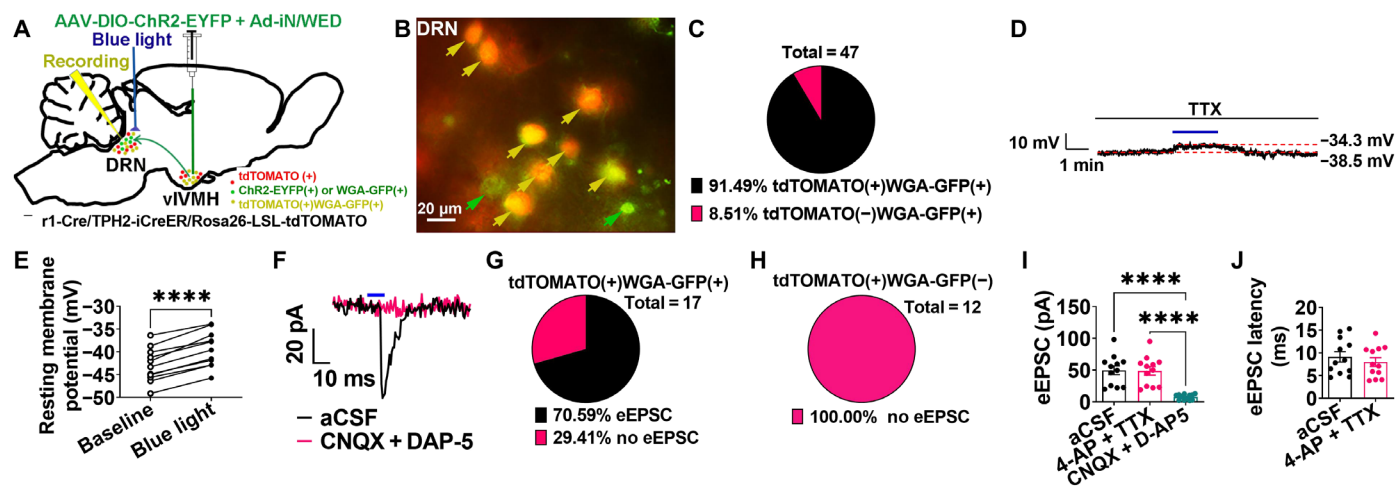 A
AAV-DIO-ChR2-EYFP + Ad-iN/WED
Blue light
Recording
DRN
vlVMH
tdTOMATO (+)
ChR2-EYFP(+) or WGA-GFP(+)
tdTOMATO(+)WGA-GFP(+)
r1-Cre/TPH2-iCreER/Rosa26-LSL-tdTOMATO
B
DRN
20 μm
C
Total = 47
91.49% tdTOMATO(+)WGA-GFP(+)
8.51% tdTOMATO(−)WGA-GFP(+)
D
TTX
10 mV
1 min
−34.3 mV
−38.5 mV
E
Resting membrane
potential (mV)
−30
−35
−40
−45
−50
****
Baseline
Blue light
F
20 pA
10 ms
aCSF
CNQX + DAP-5
G
tdTOMATO(+)WGA-GFP(+)
Total = 17
70.59% eEPSC
29.41% no eEPSC
H
tdTOMATO(+)WGA-GFP(−)
Total = 12
100.00% no eEPSC
I
eEPSC (pA)
150
100
50
0
****
****
aCSF
4-AP + TTX
CNQX + D-AP5
J
eEPSC latency
(ms)
20
15
10
5
0
aCSF
4-AP + TTX